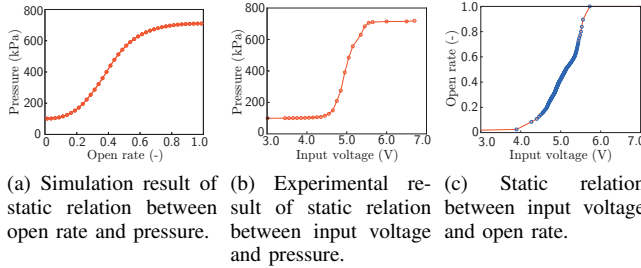 800
600
400
200
0
Pressure (kPa)
0 0.2 0.4 0.6 0.8 1.0
Open rate (-)
800
600
400
200
0
Pressure (kPa)
3.0 4.0 5.0 6.0 7.0
Input voltage (V)
1.0
0.8
0.6
0.4
0.2
0
Open rate (-)
3.0 4.0 5.0 6.0 7.0
Input voltage (V)
(a) Simulation result of
static relation between
open rate and pressure.
(b) Experimental re-
sult of static relation
between input voltage
and pressure.
(c) Static relation
between input voltage
and open rate.